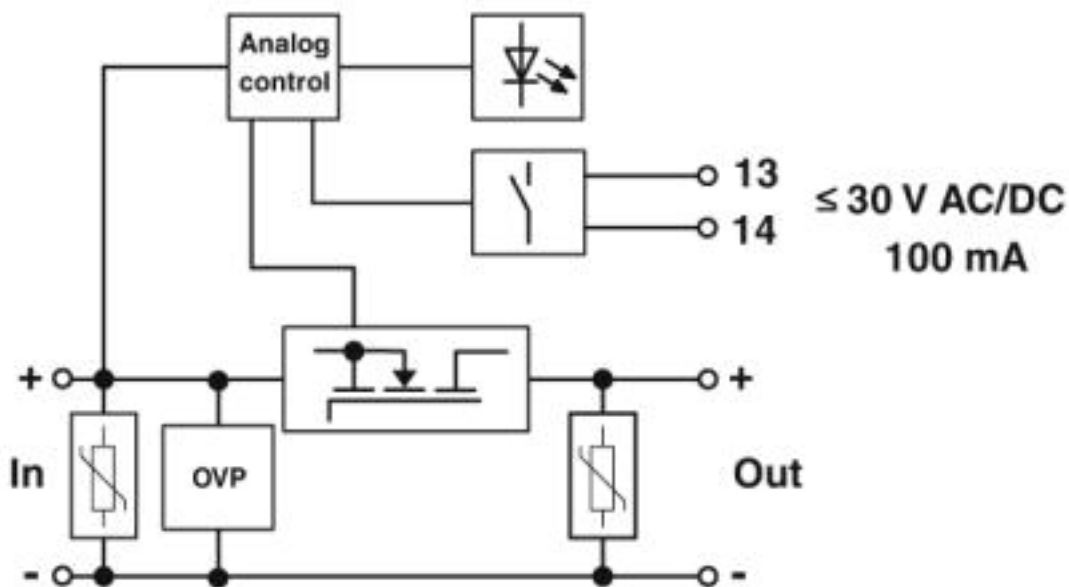 Analog
control
13
14
≤ 30 V AC/DC
100 mA
+
+
In
OVP
Out
-
-